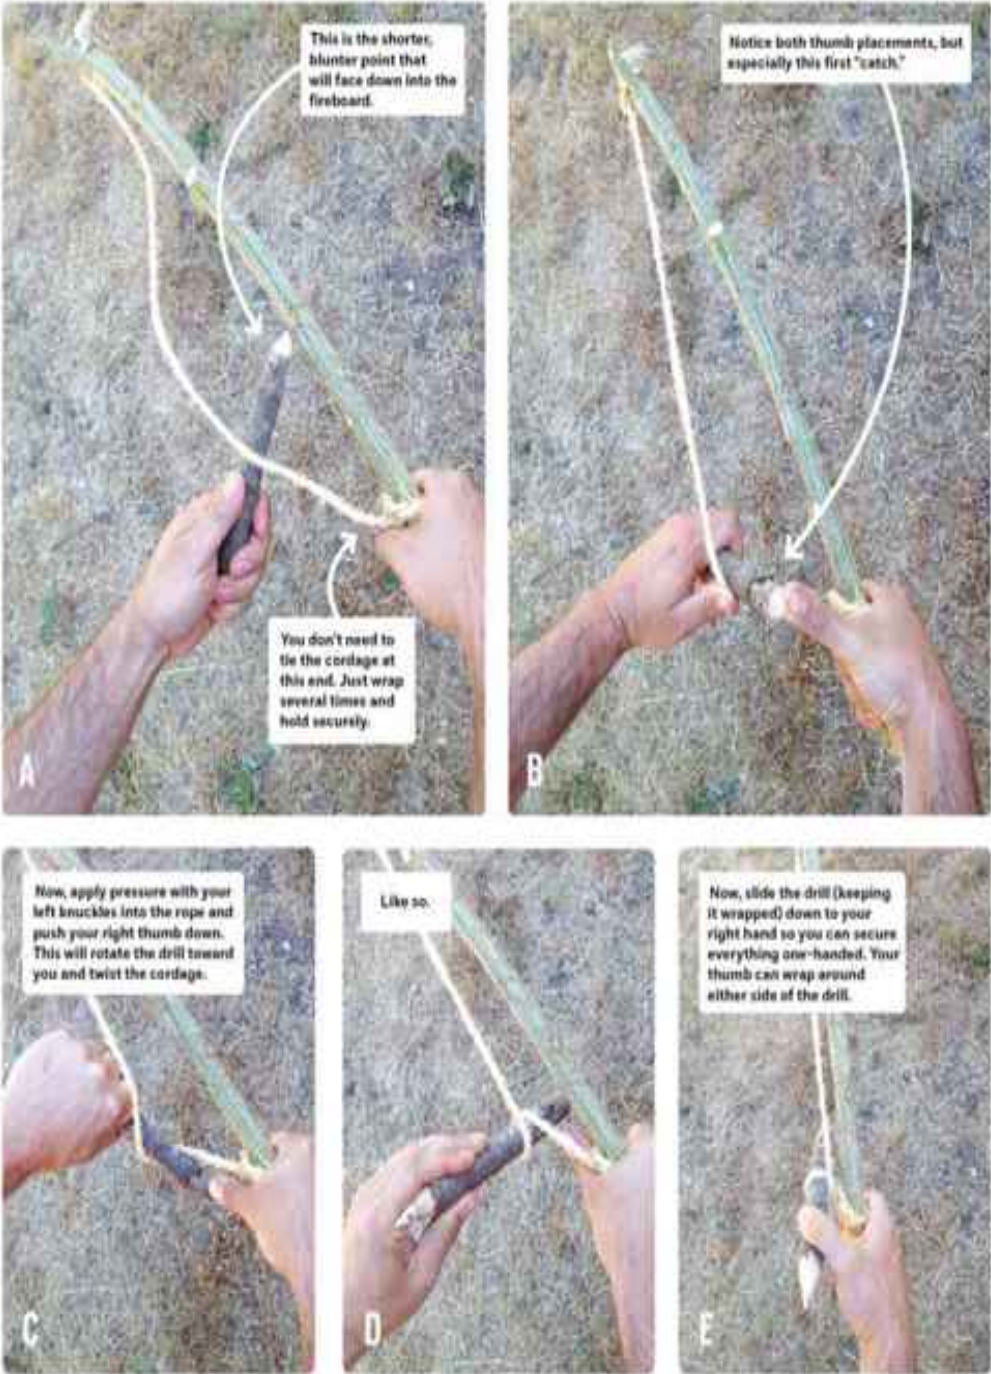 This is the shorter,
blunter point that
will face down into the
fireboard.
You don't need to
tie the cordage at
this end. Just wrap
several times and
hold securely.
A
Notice both thumb placements, but
especially this first "catch."
B
Now, apply pressure with your
left knuckles into the rope and
push your right thumb down.
This will rotate the drill toward
you and twist the cordage.
C
Like so.
D
Now, slide the drill (keeping
it wrapped) down to your
right hand so you can secure
everything one-handed. Your
thumb can wrap around
either side of the drill.
E